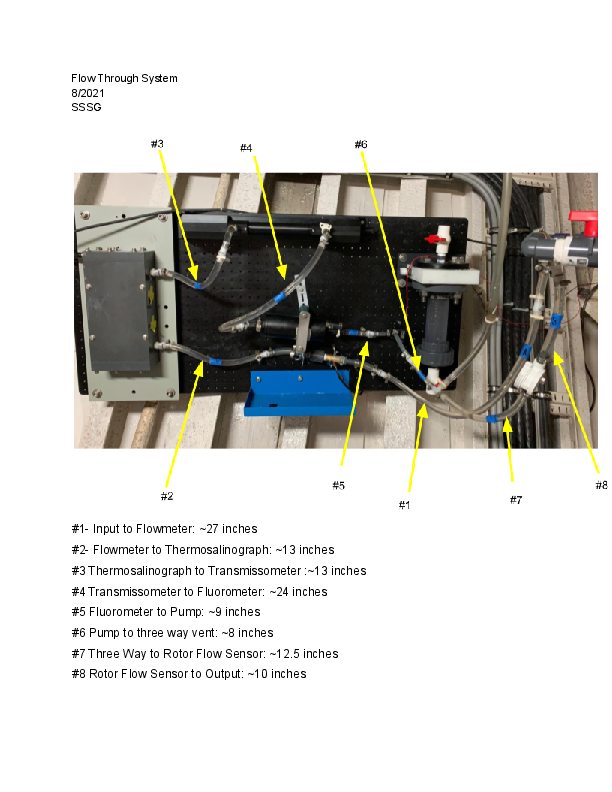 Flow Through System
8/2021
SSSG
#3
#4
#6
#2
#5
#1
#7
#8
#1- Input to Flowmeter: ~27 inches
#2- Flowmeter to Thermosalinograph: ~13 inches
#3 Thermosalinograph to Transmissometer :~13 inches
#4 Transmissometer to Fluorometer: ~24 inches
#5 Fluorometer to Pump: ~9 inches
#6 Pump to three way vent: ~8 inches
#7 Three Way to Rotor Flow Sensor: ~12.5 inches
#8 Rotor Flow Sensor to Output: ~10 inches